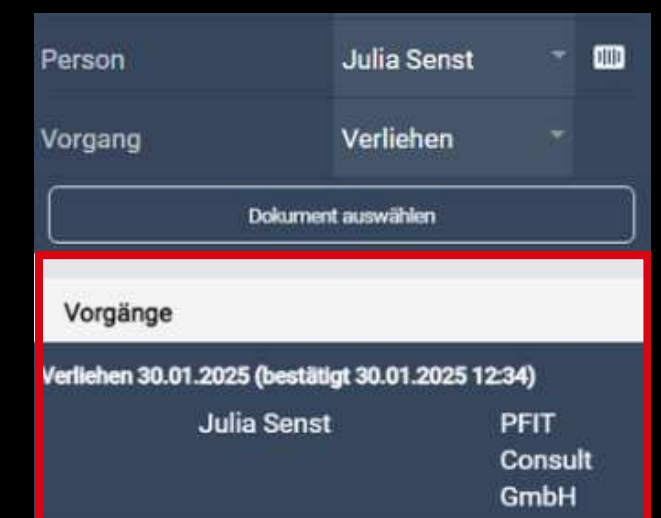 Person Julia Senst
Vorgang Verliehen
Dokument auswählen
Vorgänge
Verliehen 30.01.2025 (bestätigt 30.01.2025 12:34)
Julia Senst PFIT
Consult
GmbH